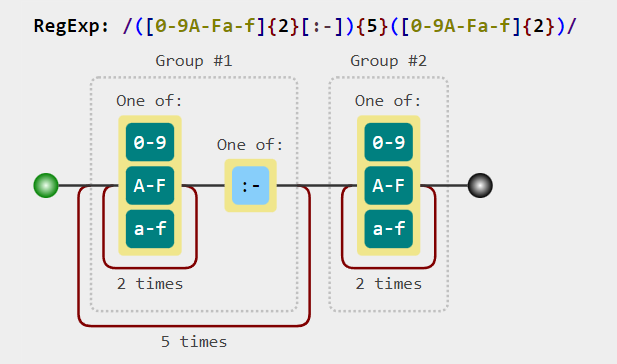 RegExp: /([0-9A-Fa-f]{2}[:-]){5}([0-9A-Fa-f]{2})/
Group #1 Group #2
One of: One of:
0-9 One of: 0-9
A-F :- A-F
a-f a-f
2 times 2 times
5 times